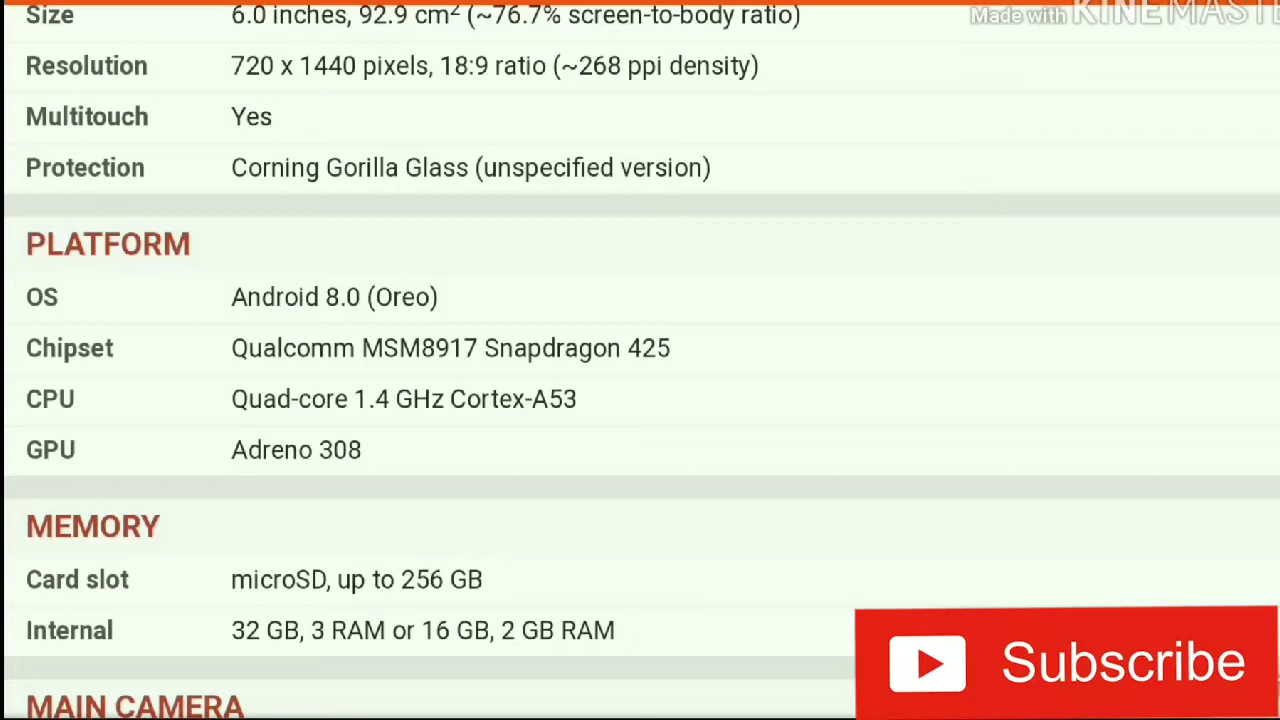 Size 6.0 inches, 92.9 cm² (~76.7% screen-to-body ratio)
Made with KINEMASTE
Resolution 720 x 1440 pixels, 18:9 ratio (~268 ppi density)
Multitouch Yes
Protection Corning Gorilla Glass (unspecified version)
PLATFORM
OS Android 8.0 (Oreo)
Chipset Qualcomm MSM8917 Snapdragon 425
CPU Quad-core 1.4 GHz Cortex-A53
GPU Adreno 308
MEMORY
Card slot microSD, up to 256 GB
Internal 32 GB, 3 RAM or 16 GB, 2 GB RAM
Subscribe
MAIN CAMERA